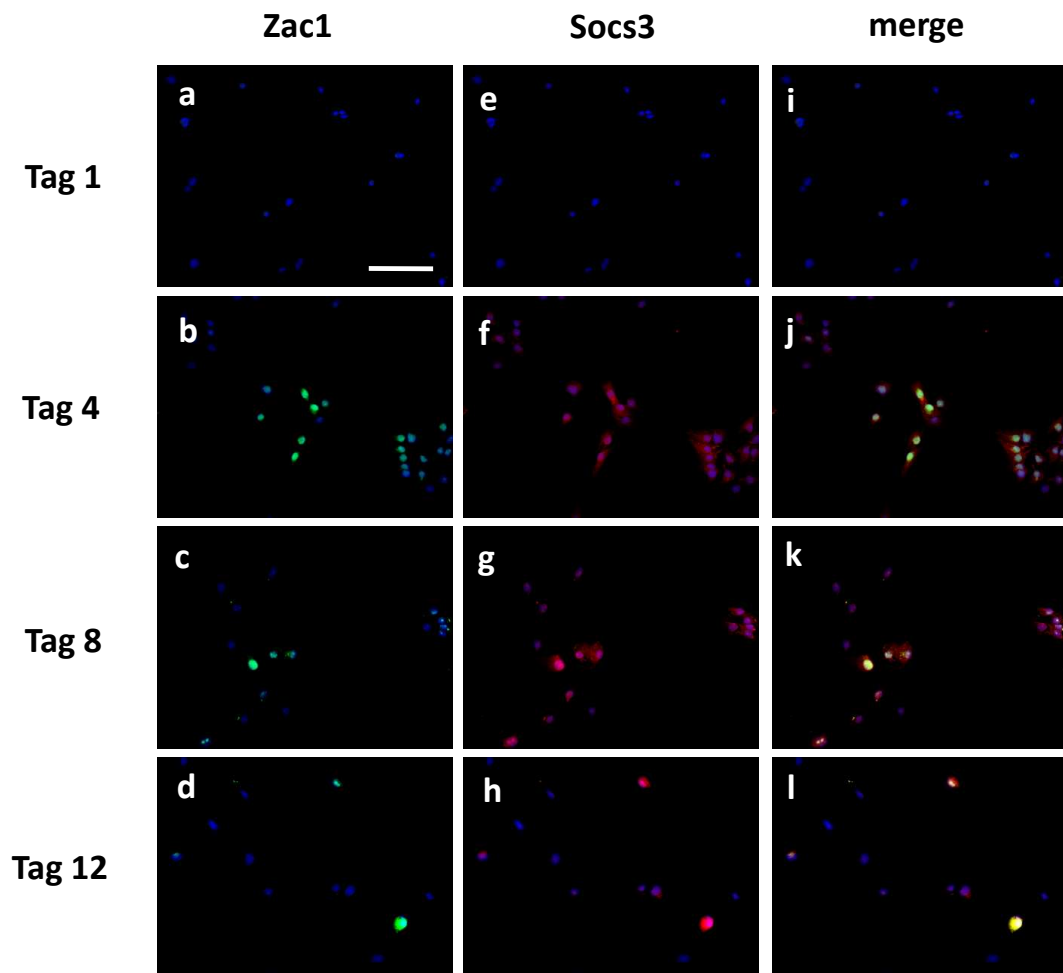 Zac1 Socs3 merge
a e i
Tag 1
b f j
Tag 4
c g k
Tag 8
d h l
Tag 12